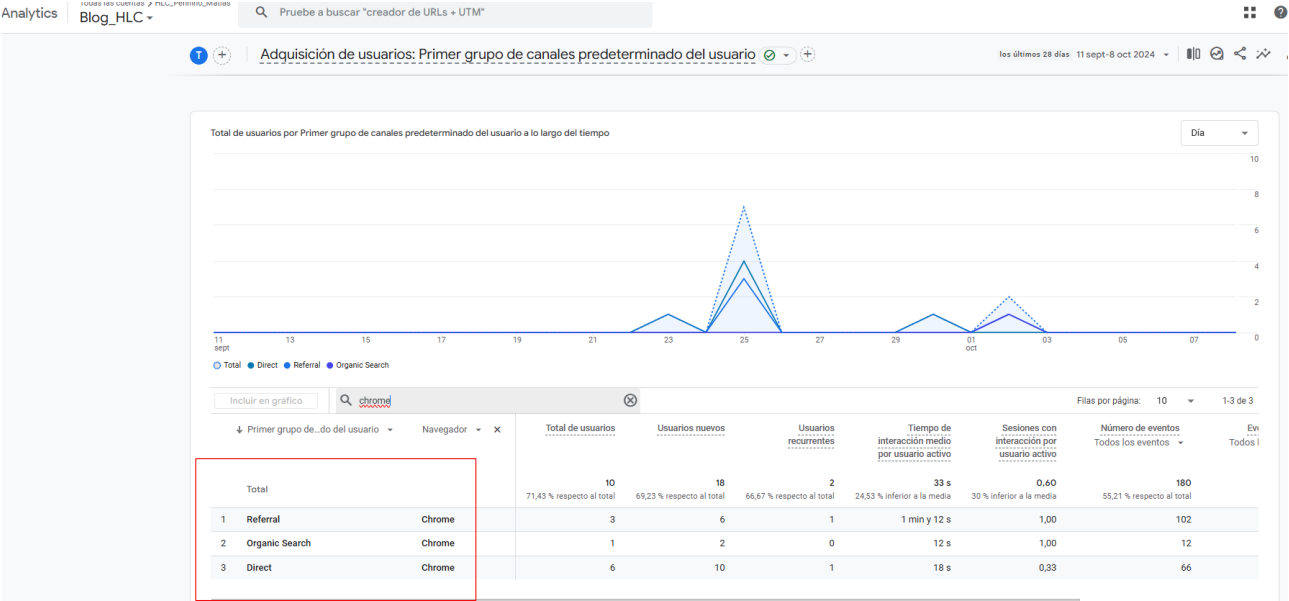 Todas las cuentas > HLC_Pennino_Matias
Analytics
Blog_HLC
Pruebe a buscar "creador de URLs + UTM"
T
Adquisición de usuarios: Primer grupo de canales predeterminado del usuario
los últimos 28 días 11 sept-8 oct 2024
Total de usuarios por Primer grupo de canales predeterminado del usuario a lo largo del tiempo
Día
10
8
6
4
2
0
11 13 15 17 19 21 23 25 27 29 01 03 05 07
sept oct
Total Direct Referral Organic Search
Incluir en gráfico chrome Filas por página: 10 1-3 de 3
Primer grupo de…do del usuario Navegador
Total de usuarios
Usuarios nuevos
Usuarios
recurrentes
Tiempo de
interacción medio
por usuario activo
Sesiones con
interacción por
usuario activo
Número de eventos
Todos los eventos
Total 10 18 2 33 s 0,60 180
71,43 % respecto al total 69,23 % respecto al total 66,67 % respecto al total 24,53 % inferior a la media 30 % inferior a la media 55,21 % respecto al total
1 Referral Chrome 3 6 1 1 min y 12 s 1,00 102
2 Organic Search Chrome 1 2 0 12 s 1,00 12
3 Direct Chrome 6 10 1 18 s 0,33 66